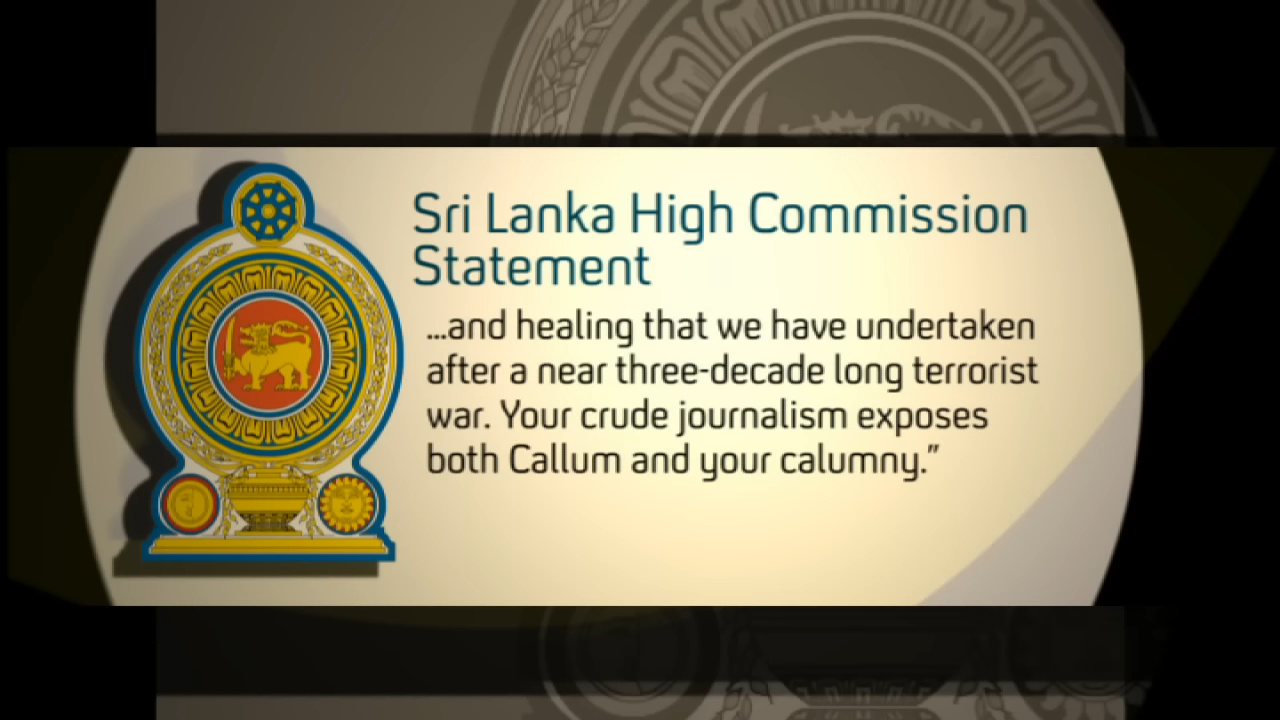 Sri Lanka High Commission
Statement
...and healing that we have undertaken
after a near three-decade long terrorist
war. Your crude journalism exposes
both Callum and your calumny.”